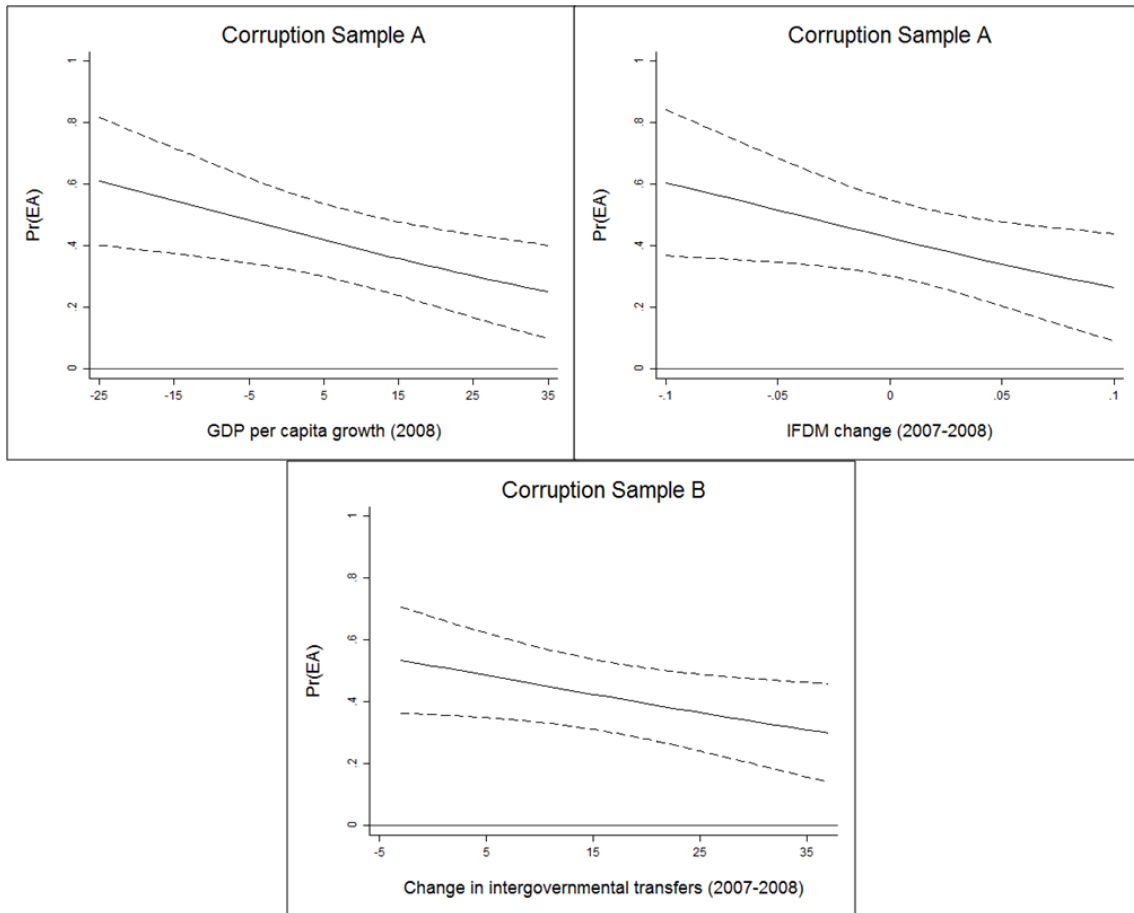 Corruption Sample A
Pr(EA)
1
.8
.6
.4
.2
0
-25 -15 -5 5 15 25 35
GDP per capita growth (2008)
Corruption Sample A
Pr(EA)
1
.8
.6
.4
.2
0
-.1 -.05 0 .05 .1
IFDM change (2007-2008)
Corruption Sample B
Pr(EA)
1
.8
.6
.4
.2
0
-5 5 15 25 35
Change in intergovernmental transfers (2007-2008)